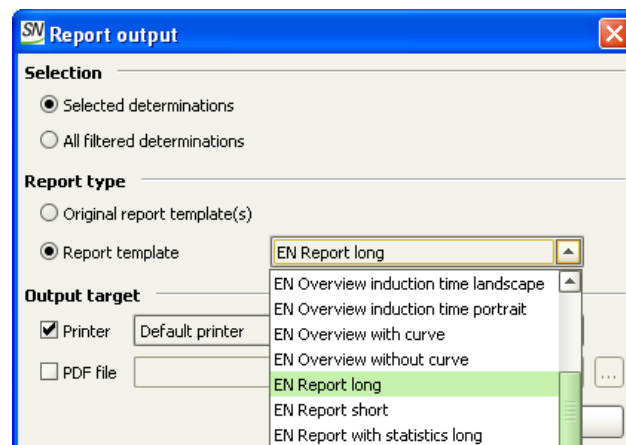 SN Report output
Selection
Selected determinations
All filtered determinations
Report type
Original report template(s)
Report template EN Report long
EN Overview induction time landscape
Output target
EN Overview induction time portrait
Printer Default printer
EN Overview with curve
EN Overview without curve
PDF file ...
EN Report long
EN Report short
EN Report with statistics long